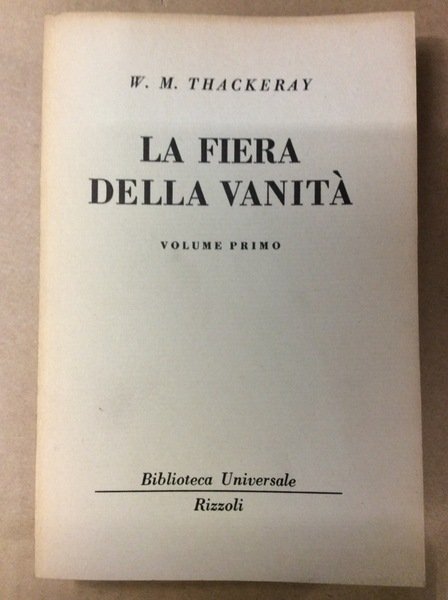 W. M. THACKERAY
LA FIERA
DELLA VANITÀ
VOLUME PRIMO
Biblioteca Universale
Rizzoli